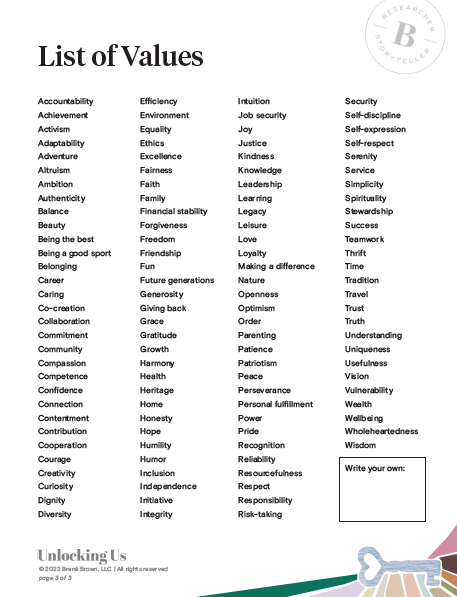 RESEARCHER
B
STORYTELLER
List of Values
Accountability
Achievement
Activism
Adaptability
Adventure
Altruism
Ambition
Authenticity
Balance
Beauty
Being the best
Being a good sport
Belonging
Career
Caring
Co-creation
Collaboration
Commitment
Community
Compassion
Competence
Confidence
Connection
Contentment
Contribution
Cooperation
Courage
Creativity
Curiosity
Dignity
Diversity
Efficiency
Environment
Equality
Ethics
Excellence
Fairness
Faith
Family
Financial stability
Forgiveness
Freedom
Friendship
Fun
Future generations
Generosity
Giving back
Grace
Gratitude
Growth
Harmony
Health
Heritage
Home
Honesty
Hope
Humility
Humor
Inclusion
Independence
Initiative
Integrity
Intuition
Job security
Joy
Justice
Kindness
Knowledge
Leadership
Learning
Legacy
Leisure
Love
Loyalty
Making a difference
Nature
Openness
Optimism
Order
Parenting
Patience
Patriotism
Peace
Perseverance
Personal fulfillment
Power
Pride
Recognition
Reliability
Resourcefulness
Respect
Responsibility
Risk-taking
Security
Self-discipline
Self-expression
Self-respect
Serenity
Service
Simplicity
Spirituality
Stewardship
Success
Teamwork
Thrift
Time
Tradition
Travel
Trust
Truth
Understanding
Uniqueness
Usefulness
Vision
Vulnerability
Wealth
Wellbeing
Wholeheartedness
Wisdom
Write your own:
Unlocking Us
© 2022 Brené Brown, LLC | All rights reserved
page 3 of 3